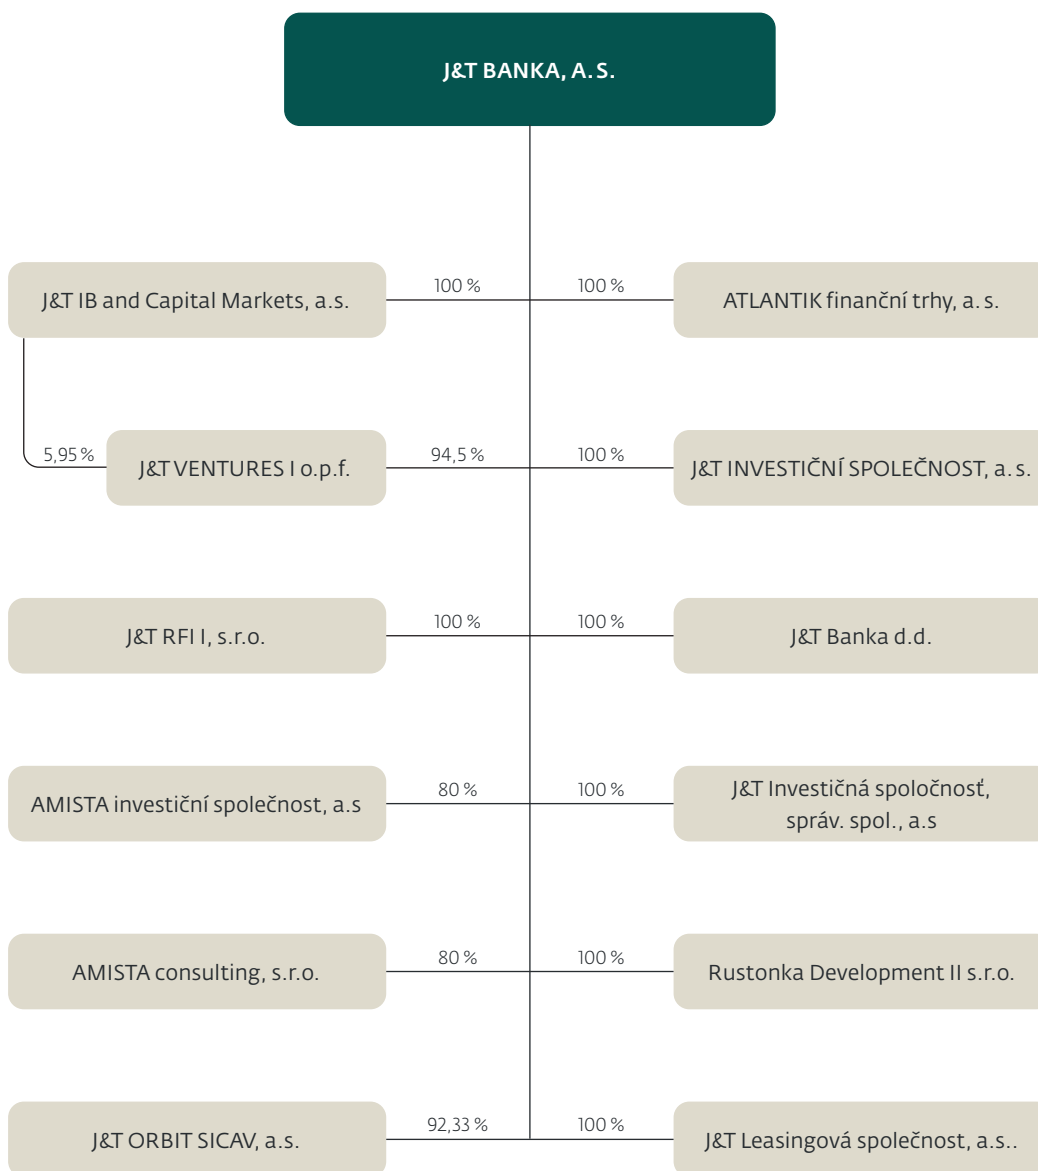 J&T BANKA, A. S.
100 %
100 %
J&T IB and Capital Markets, a.s.
ATLANTIK finanční trhy, a. s.
5,95 %
94,5 %
100 %
J&T VENTURES I o.p.f.
J&T INVESTIČNÍ SPOLEČNOST, a. s.
100 %
100 %
J&T RFI I, s.r.o.
J&T Banka d.d.
80 %
100 %
AMISTA investiční společnost, a.s
J&T Investičná spoločnosť,
správ. spol., a.s
80 %
100 %
AMISTA consulting, s.r.o.
Rustonka Development II s.r.o.
92,33 %
100 %
J&T ORBIT SICAV, a.s.
J&T Leasingová společnost, a.s..